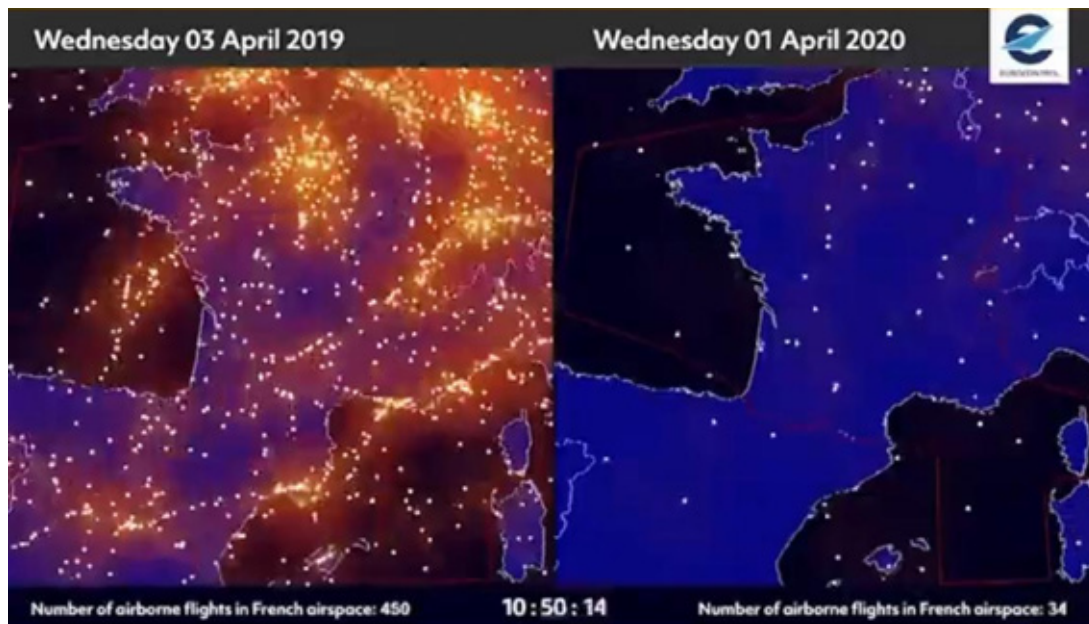 Wednesday 03 April 2019
Wednesday 01 April 2020
EUROCONTROL
Number of airborne flights in French airspace: 450
10:50:14
Number of airborne flights in French airspace: 34